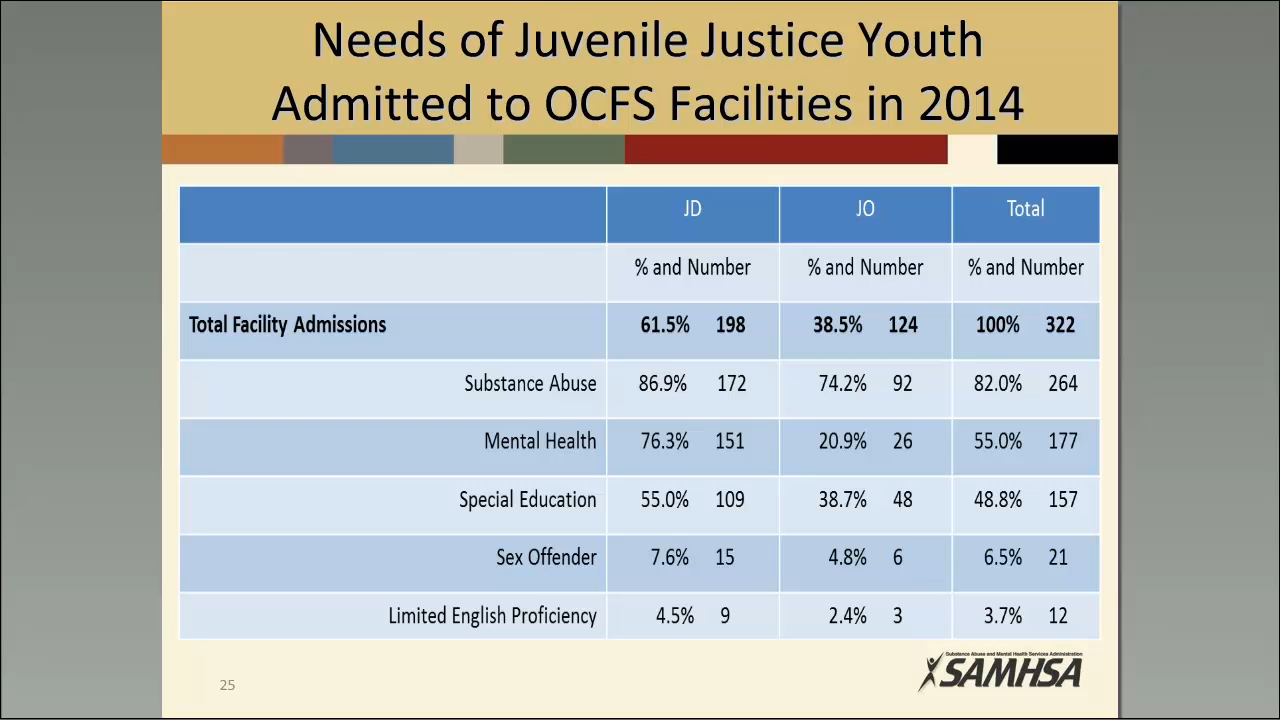 Needs of Juvenile Justice Youth
Admitted to OCFS Facilities in 2014
JD JO Total
% and Number % and Number % and Number
Total Facility Admissions 61.5% 198 38.5% 124 100% 322
Substance Abuse 86.9% 172 74.2% 92 82.0% 264
Mental Health 76.3% 151 20.9% 26 55.0% 177
Special Education 55.0% 109 38.7% 48 48.8% 157
Sex Offender 7.6% 15 4.8% 6 6.5% 21
Limited English Proficiency 4.5% 9 2.4% 3 3.7% 12
Substance Abuse and Mental Health Services Administration
SAMHSA
25